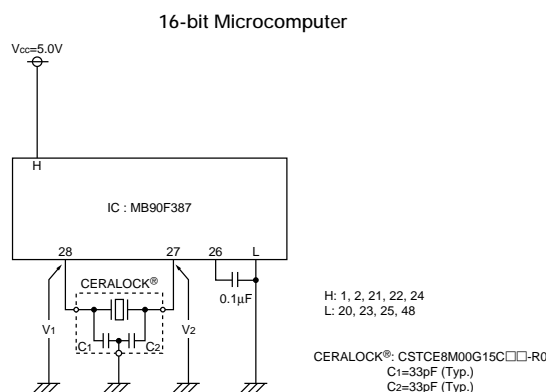 16-bit Microcomputer
Vcc=5.0V
H
IC : MB90F387
28 27 26 L
CERALOCK®
0.1µF
V1 V2
C1 C2
H: 1, 2, 21, 22, 24
L: 20, 23, 25, 48
CERALOCK®: CSTCE8M00G15C□□-R0
C1=33pF (Typ.)
C2=33pF (Typ.)